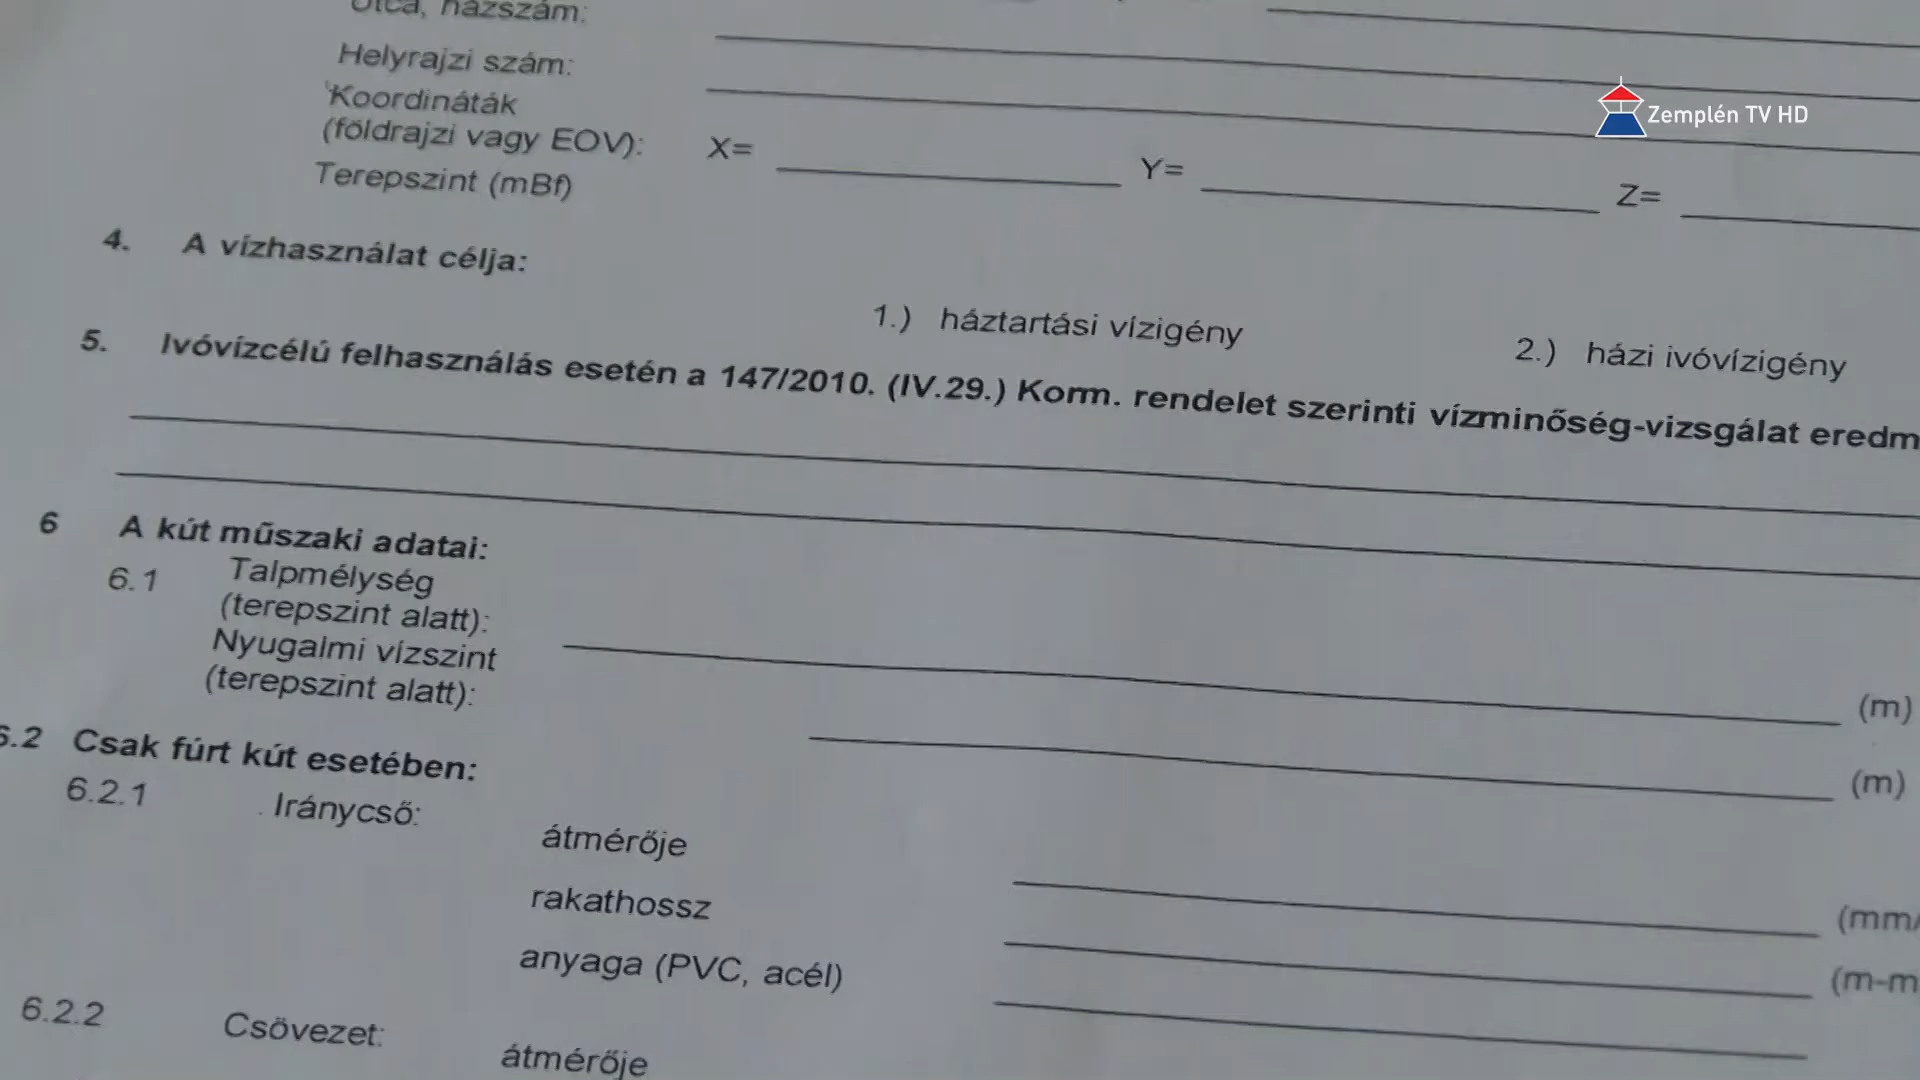 Utca, házszám:
Helyrajzi szám:
Koordináták
(földrajzi vagy EOV): X= Y= Z=
Terepszint (mBf)
Zemplén TV HD
4. A vízhasználat célja:
1.) háztartási vízigény 2.) házi ivóvízigény
5. Ivóvízcélú felhasználás esetén a 147/2010. (IV.29.) Korm. rendelet szerinti vízminőség-vizsgálat eredm
6 A kút műszaki adatai:
6.1 Talpmélység
(terepszint alatt): (m)
Nyugalmi vízszint
(terepszint alatt): (m)
6.2 Csak fúrt kút esetében:
6.2.1 Iránycső:
átmérője (mm/
rakathossz (m-m
anyaga (PVC, acél)
6.2.2 Csövezet:
átmérője